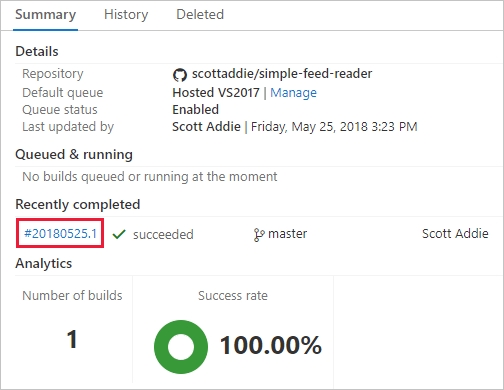 Summary History Deleted
Details
Repository scottaddie/simple-feed-reader
Default queue Hosted VS2017 | Manage
Queue status Enabled
Last updated by Scott Addie | Friday, May 25, 2018 3:23 PM
Queued & running
No builds queued or running at the moment
Recently completed
#20180525.1 succeeded master Scott Addie
Analytics
Number of builds Success rate
1 100.00%